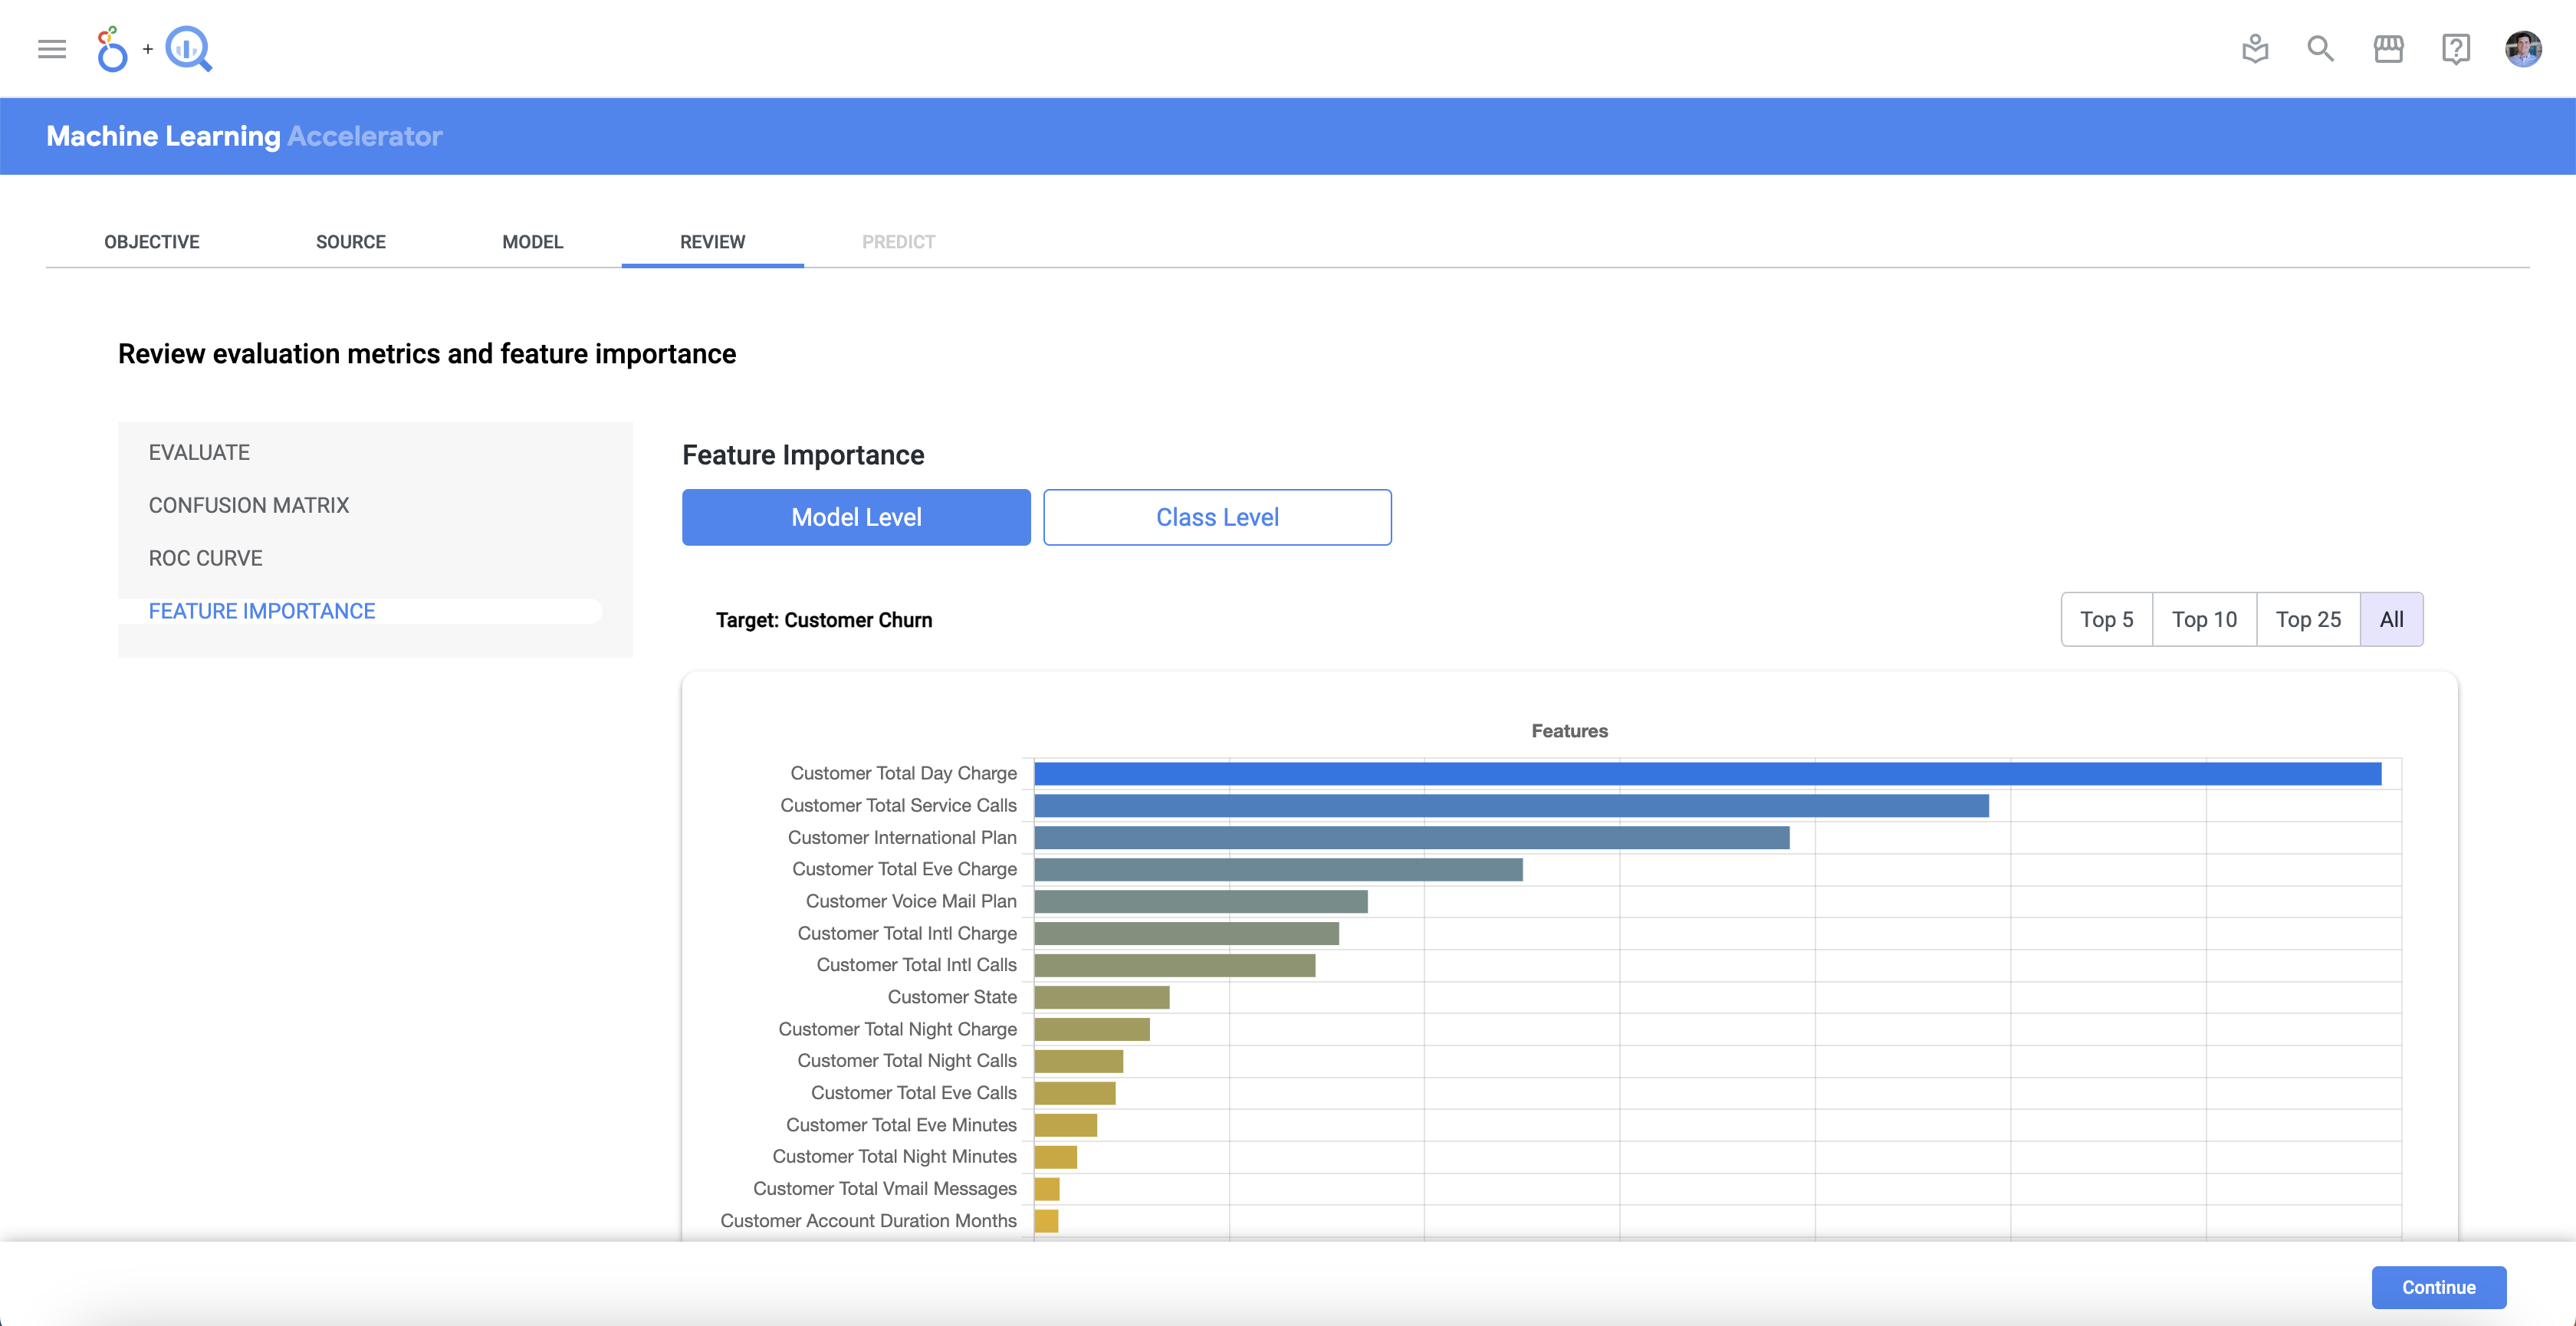 +
Machine Learning Accelerator
OBJECTIVE SOURCE MODEL REVIEW PREDICT
Review evaluation metrics and feature importance
EVALUATE
CONFUSION MATRIX
ROC CURVE
FEATURE IMPORTANCE
Feature Importance
Model Level Class Level
Target: Customer Churn
Top 5 Top 10 Top 25 All
Features
Customer Total Day Charge
Customer Total Service Calls
Customer International Plan
Customer Total Eve Charge
Customer Voice Mail Plan
Customer Total Intl Charge
Customer Total Intl Calls
Customer State
Customer Total Night Charge
Customer Total Night Calls
Customer Total Eve Calls
Customer Total Eve Minutes
Customer Total Night Minutes
Customer Total Vmail Messages
Customer Account Duration Months
Continue